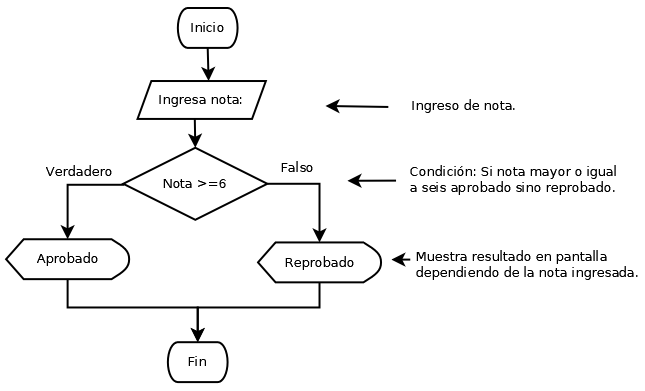 Inicio
Ingresa nota:
Ingreso de nota.
Verdadero
Falso
Nota >=6
Condición: Si nota mayor o igual
a seis aprobado sino reprobado.
Aprobado
Reprobado
Muestra resultado en pantalla
dependiendo de la nota ingresada.
Fin